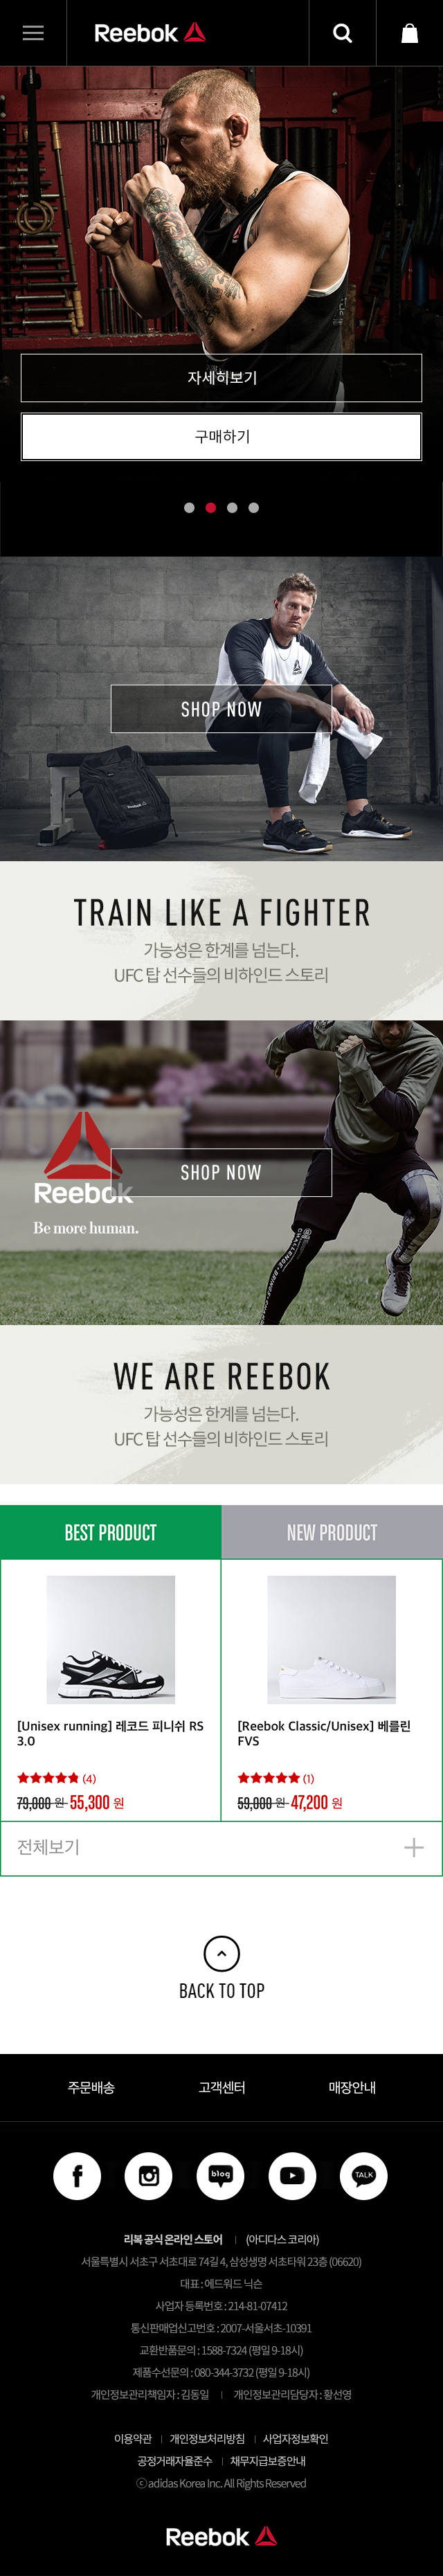 Reebok
자세히보기
구매하기
SHOP NOW
TRAIN LIKE A FIGHTER
가능성은 한계를 넘는다.
UFC 탑 선수들의 비하인드 스토리
SHOP NOW
Reebok
Be more human.
WE ARE REEBOK
가능성은 한계를 넘는다.
UFC 탑 선수들의 비하인드 스토리
BEST PRODUCT
NEW PRODUCT
[Unisex running] 레코드 피니쉬 RS
3.0
(4)
79,000 원 55,300 원
[Reebok Classic/Unisex] 베를린
FVS
(1)
59,000 원 47,200 원
전체보기
BACK TO TOP
주문배송 고객센터 매장안내
blog
TALK
리복 공식 온라인 스토어 | (아디다스 코리아)
서울특별시 서초구 서초대로 74길 4, 삼성생명 서초타워 23층 (06620)
대표 : 에드워드 닉슨
사업자 등록번호 : 214-81-07412
통신판매업신고번호 : 2007-서울서초-10391
교환반품문의 : 1588-7324 (평일 9-18시)
제품수선문의 : 080-344-3732 (평일 9-18시)
개인정보관리책임자 : 김동일 | 개인정보관리담당자 : 황선영
이용약관 | 개인정보처리방침 | 사업자정보확인
공정거래자율준수 | 채무지급보증안내
ⓒ adidas Korea Inc. All Rights Reserved
Reebok